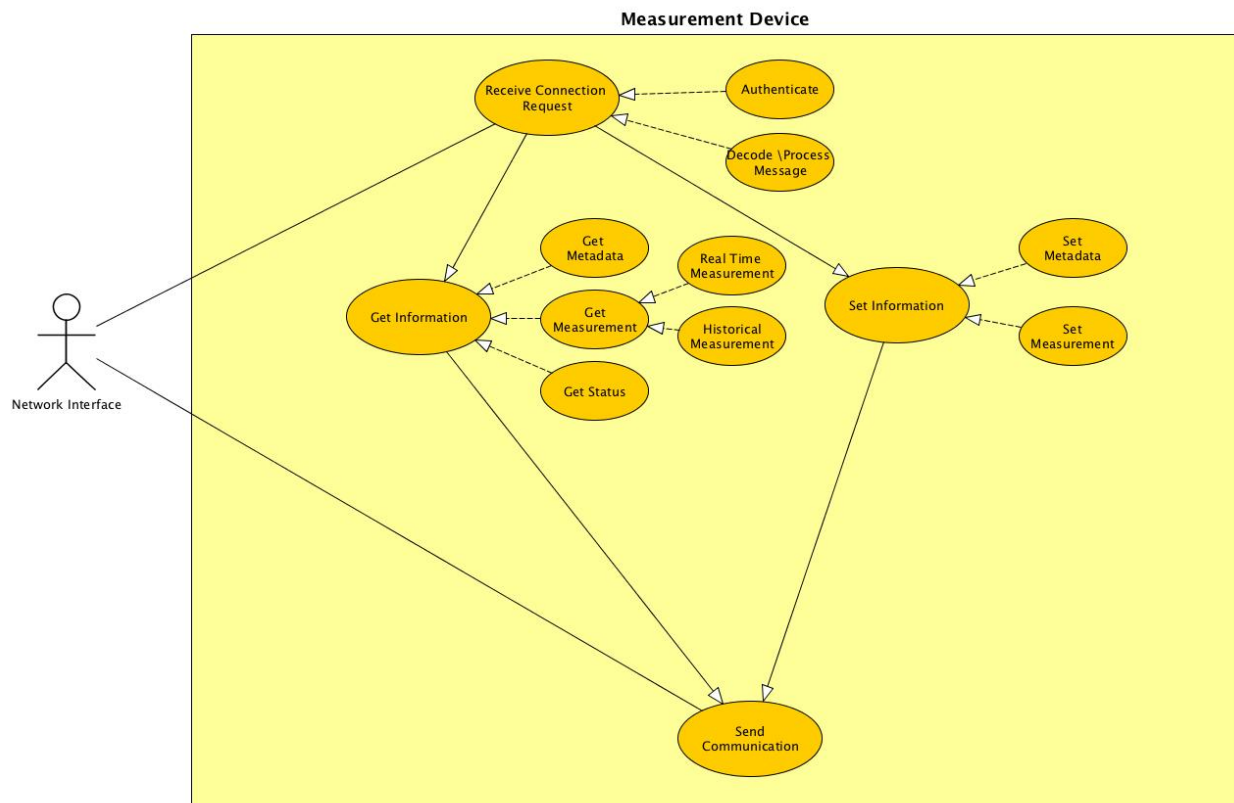 Measurement Device
Receive Connection
Request
Authenticate
Decode \Process
Message
Get
Metadata
Real Time
Measurement
Set
Metadata
Get Information
Get
Measurement
Historical
Measurement
Set Information
Set
Measurement
Get Status
Network Interface
Send
Communication